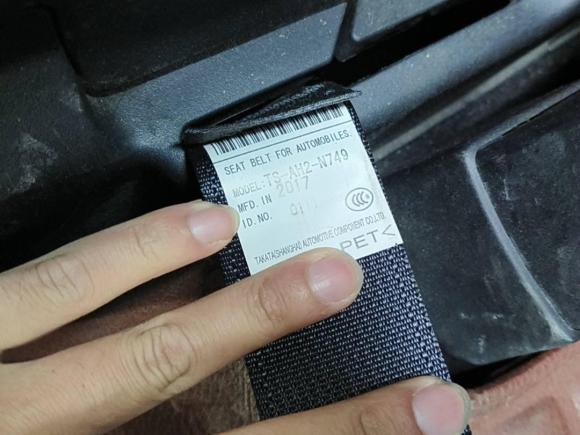 SEAT BELT FOR AUTOMOBILES.
MODEL:TS-AH2-N749
MFD.IN 2017
ID.NO. 01
TAKATA(SHANGHAI) AUTOMOTIVE COMPONENT CO.,LTD.
PET<